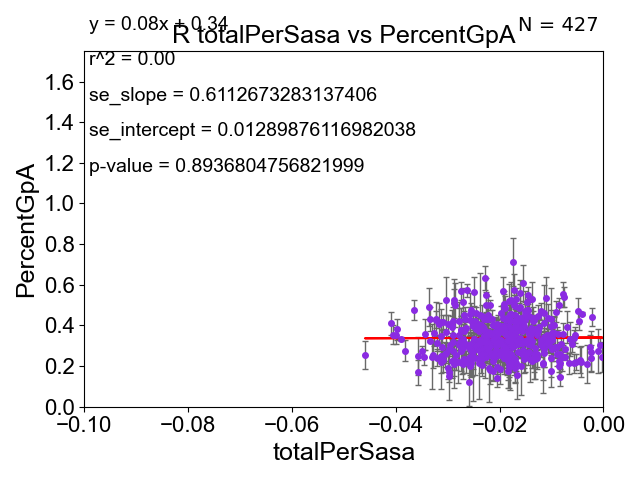 y = 0.08x + 0.34
R totalPerSasa vs PercentGpA
N = 427
r^2 = 0.00
se_slope = 0.6112673283137406
se_intercept = 0.01289876116982038
p-value = 0.8936804756821999
PercentGpA
1.6
1.4
1.2
1.0
0.8
0.6
0.4
0.2
0.0
−0.10
−0.08
−0.06
−0.04
−0.02
0.00
totalPerSasa